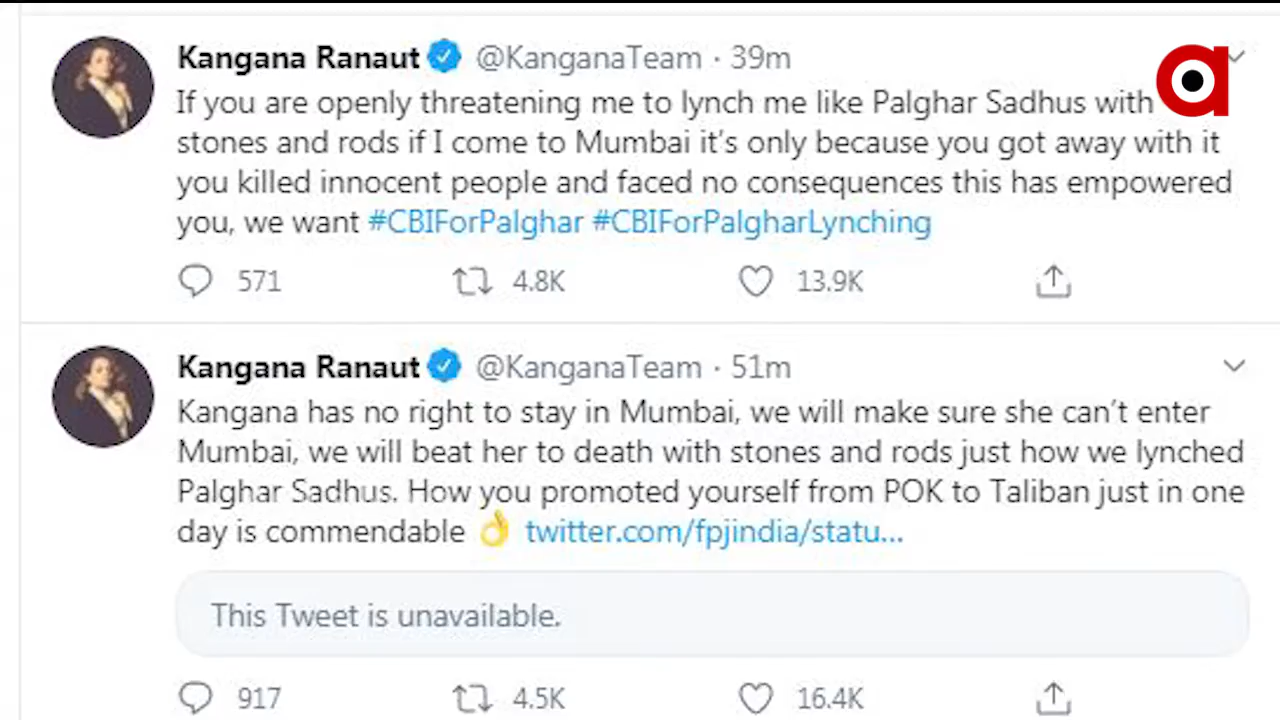 Kangana Ranaut @KanganaTeam · 39m
If you are openly threatening me to lynch me like Palghar Sadhus with
stones and rods if I come to Mumbai it's only because you got away with it
you killed innocent people and faced no consequences this has empowered
you, we want #CBIForPalghar #CBIForPalgharLynching
571 4.8K 13.9K
Kangana Ranaut @KanganaTeam · 51m
Kangana has no right to stay in Mumbai, we will make sure she can't enter
Mumbai, we will beat her to death with stones and rods just how we lynched
Palghar Sadhus. How you promoted yourself from POK to Taliban just in one
day is commendable 👌 twitter.com/fpjindia/statu...
This Tweet is unavailable.
917 4.5K 16.4K